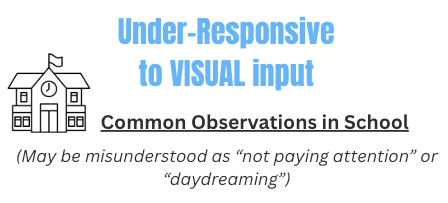 Under-Responsive
to VISUAL input
Common Observations in School
(May be misunderstood as “not paying attention” or
“daydreaming”)